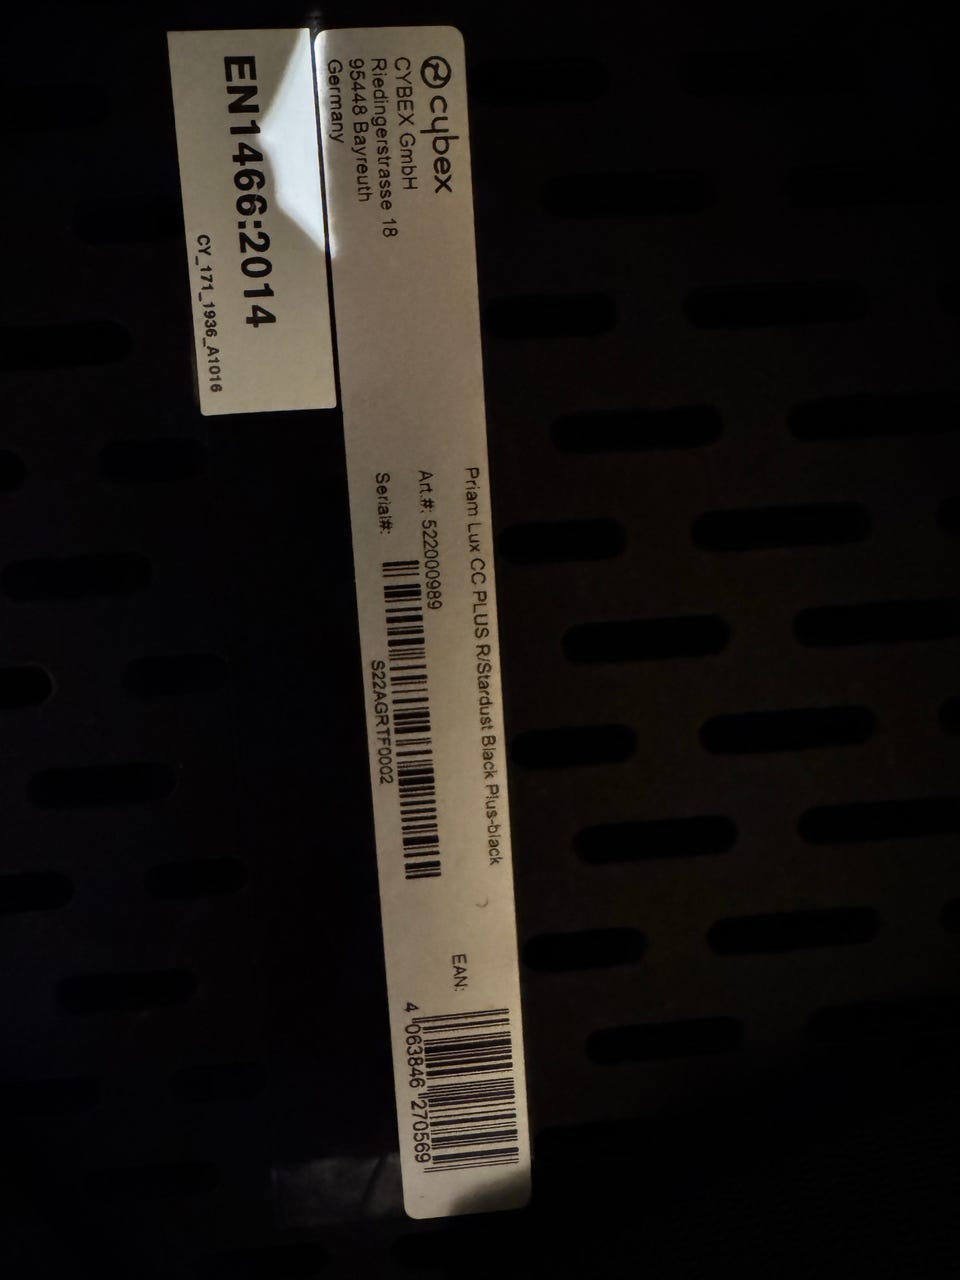 cybex
CYBEX GmbH
Riedingerstrasse 18
95448 Bayreuth
Germany
EN1466:2014
CY_171_1936_A1016
Priam Lux CC PLUS R/Stardust Black Plus-black
Art.#: 522000989
Serial#:
S22AGRTF0002
EAN:
4 063846 270569